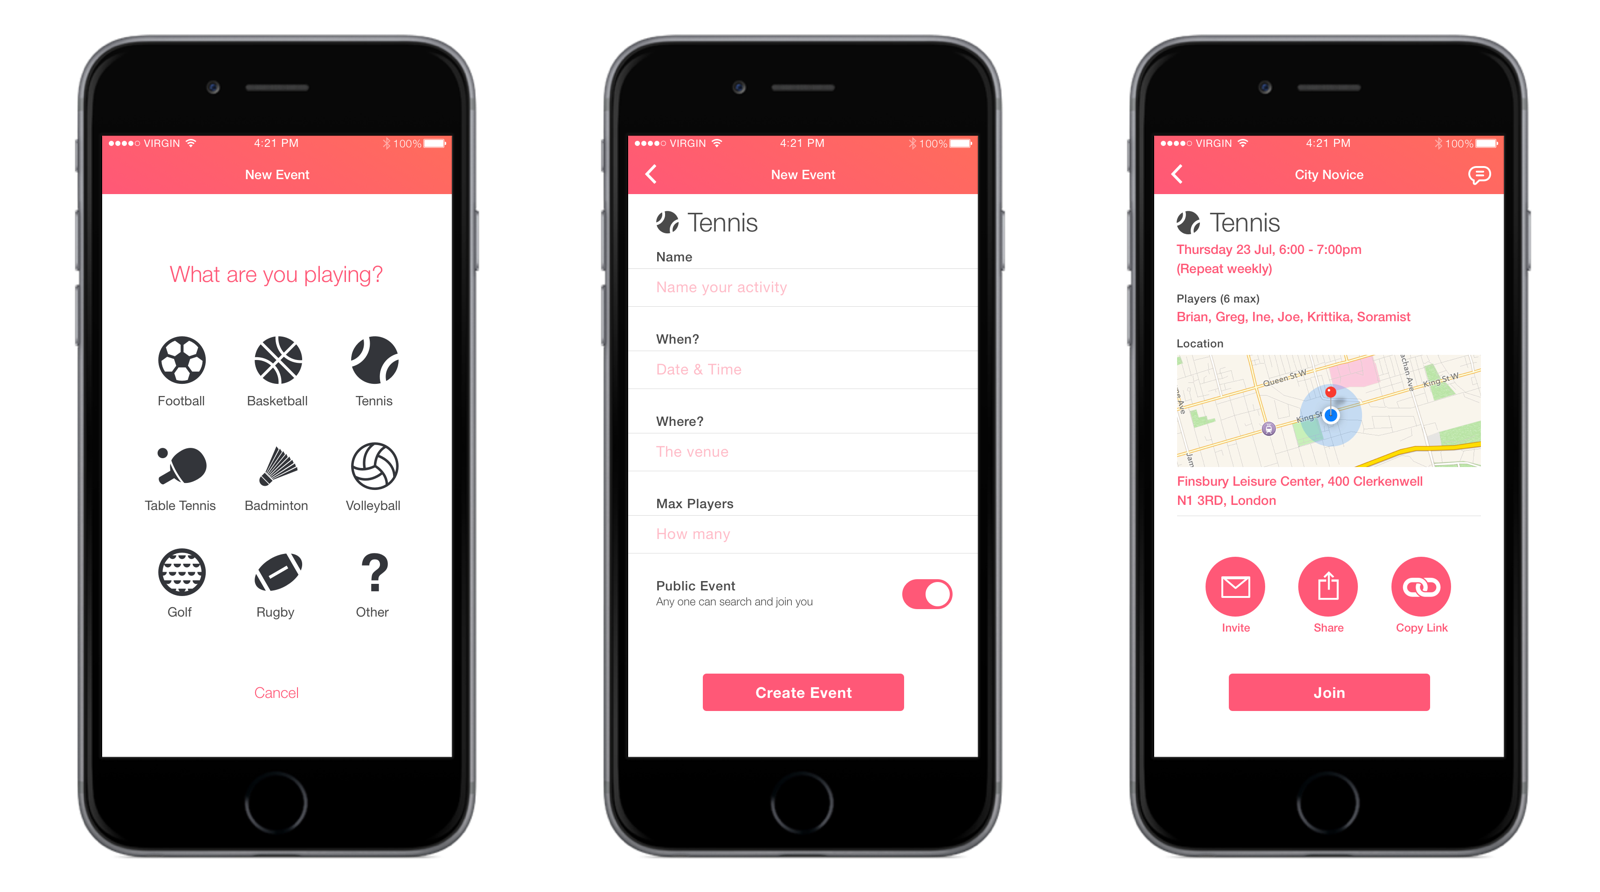 VIRGIN 4:21 PM 100%
New Event
What are you playing?
Football Basketball Tennis
Table Tennis Badminton Volleyball
Golf Rugby Other
Cancel
VIRGIN 4:21 PM 100%
New Event
Tennis
Name
Name your activity
When?
Date & Time
Where?
The venue
Max Players
How many
Public Event
Any one can search and join you
Create Event
VIRGIN 4:21 PM 100%
City Novice
Tennis
Thursday 23 Jul, 6:00 - 7:00pm
(Repeat weekly)
Players (6 max)
Brian, Greg, Ine, Joe, Krittika, Soramist
Location
Queen St W
King St W
King St
Ave
Finsbury Leisure Center, 400 Clerkenwell
N1 3RD, London
Invite Share Copy Link
Join